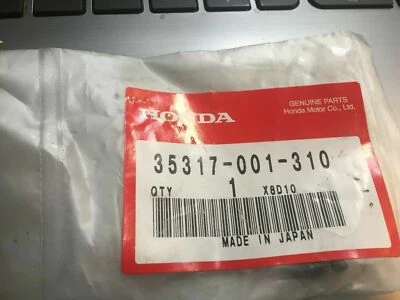 HONDA
GENUINE PARTS
Honda Motor Co., Ltd.
35317-001-310
QTY 1 X8D10
MADE IN JAPAN